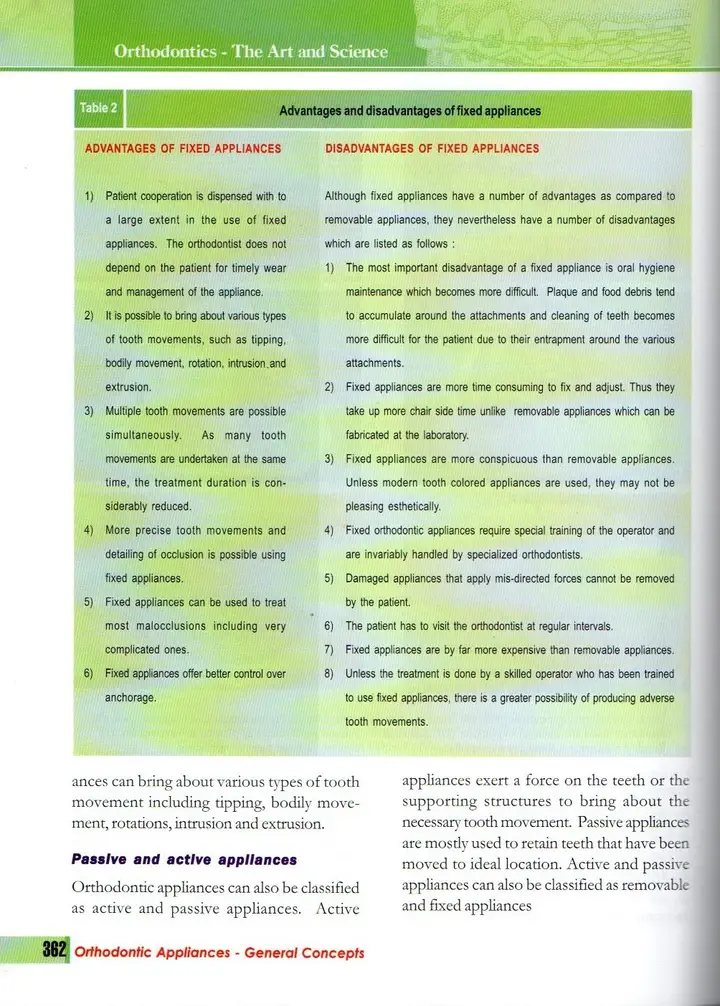 Orthodontics - The Art and Science
Table 2
Advantages and disadvantages of fixed appliances
ADVANTAGES OF FIXED APPLIANCES
1) Patient cooperation is dispensed with to
a large extent in the use of fixed
appliances. The orthodontist does not
depend on the patient for timely wear
and management of the appliance.
2) It is possible to bring about various types
of tooth movements, such as tipping,
bodily movement, rotation, intrusion and
extrusion.
3) Multiple tooth movements are possible
simultaneously. As many tooth
movements are undertaken at the same
time, the treatment duration is con-
siderably reduced.
4) More precise tooth movements and
detailing of occlusion is possible using
fixed appliances.
5) Fixed appliances can be used to treat
most malocclusions including very
complicated ones.
6) Fixed appliances offer better control over
anchorage.
DISADVANTAGES OF FIXED APPLIANCES
Although fixed appliances have a number of advantages as compared to
removable appliances, they nevertheless have a number of disadvantages
which are listed as follows :
1) The most important disadvantage of a fixed appliance is oral hygiene
maintenance which becomes more difficult. Plaque and food debris tend
to accumulate around the attachments and cleaning of teeth becomes
more difficult for the patient due to their entrapment around the various
attachments.
2) Fixed appliances are more time consuming to fix and adjust. Thus they
take up more chair side time unlike removable appliances which can be
fabricated at the laboratory.
3) Fixed appliances are more conspicuous than removable appliances.
Unless modern tooth colored appliances are used, they may not be
pleasing esthetically.
4) Fixed orthodontic appliances require special training of the operator and
are invariably handled by specialized orthodontists.
5) Damaged appliances that apply mis-directed forces cannot be removed
by the patient.
6) The patient has to visit the orthodontist at regular intervals.
7) Fixed appliances are by far more expensive than removable appliances.
8) Unless the treatment is done by a skilled operator who has been trained
to use fixed appliances, there is a greater possibility of producing adverse
tooth movements.
ances can bring about various types of tooth
movement including tipping, bodily move-
ment, rotations, intrusion and extrusion.
Passive and active appliances
Orthodontic appliances can also be classified
as active and passive appliances. Active
appliances exert a force on the teeth or the
supporting structures to bring about the
necessary tooth movement. Passive appliances
are mostly used to retain teeth that have been
moved to ideal location. Active and passive
appliances can also be classified as removable
and fixed appliances
362 Orthodontic Appliances - General Concepts